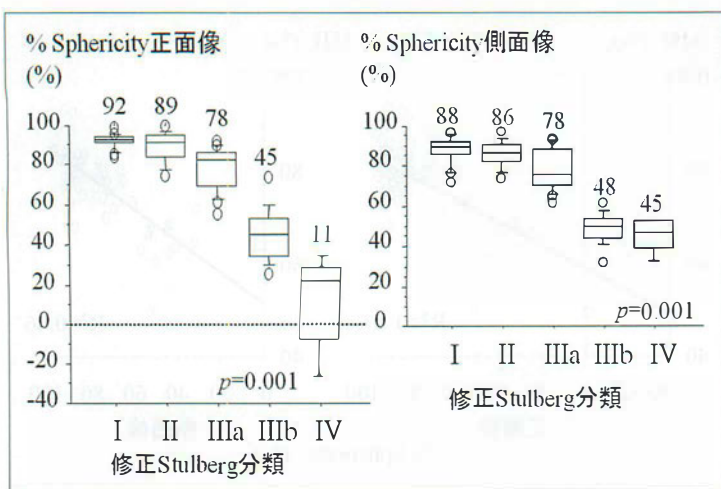 % Sphericity正面像
(%)
92 89 78 45 11
100
80
60
40
20
0
-20
-40
p=0.001
I II IIIa IIIb IV
修正Stulberg分類
% Sphericity側面像
(%)
88 86 78 48 45
100
80
60
40
20
0
p=0.001
I II IIIa IIIb IV
修正Stulberg分類